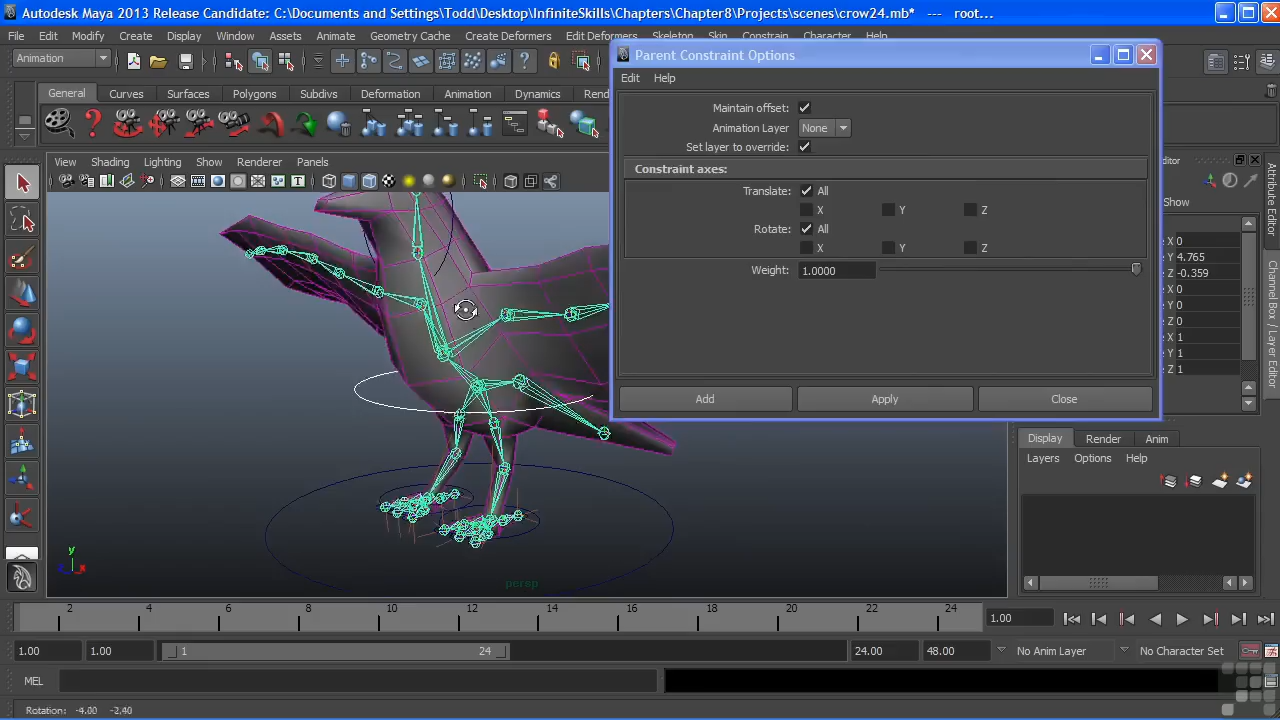 Autodesk Maya 2013 Release Candidate: C:\Documents and Settings\Todd\Desktop\InfiniteSkills\Chapters\Chapter8\Projects\scenes\crow24.mb* --- root...
File Edit Modify Create Display Window Assets Animate Geometry Cache Create Deformers Edit Deformers Skeleton Skin Constrain Character Help
Animation
General Curves Surfaces Polygons Subdivs Deformation Animation Dynamics Ren
View Shading Lighting Show Renderer Panels
Parent Constraint Options
Edit Help
Maintain offset:
Animation Layer None
Set layer to override:
Constraint axes:
Translate: All
X Y Z
Rotate: All
X Y Z
Weight: 1.0000
Add Apply Close
ditor
Show
X 0
Y 4.765
Z -0.359
X 0
Y 0
Z 0
X 1
Y 1
Z 1
Attribute Editor
Channel Box / Layer Editor
Display Render Anim
Layers Options Help
y
z x
persp
2 4 6 8 10 12 14 16 18 20 22 24
1.00
1.00 1.00 1 24 24.00 48.00 No Anim Layer No Character Set
MEL
Rotation: -4.00 -2.40